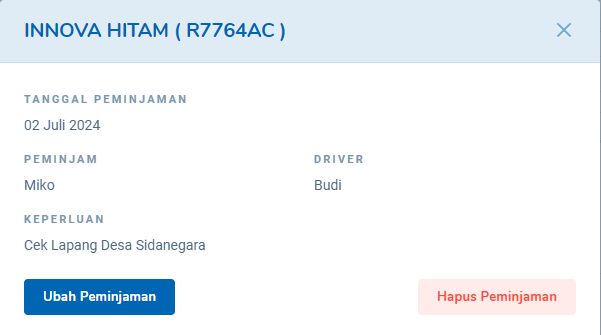 INNOVA HITAM ( R7764AC )
TANGGAL PEMINJAMAN
02 Juli 2024
PEMINJAM
DRIVER
Miko
Budi
KEPERLUAN
Cek Lapang Desa Sidanegara
Ubah Peminjaman
Hapus Peminjaman